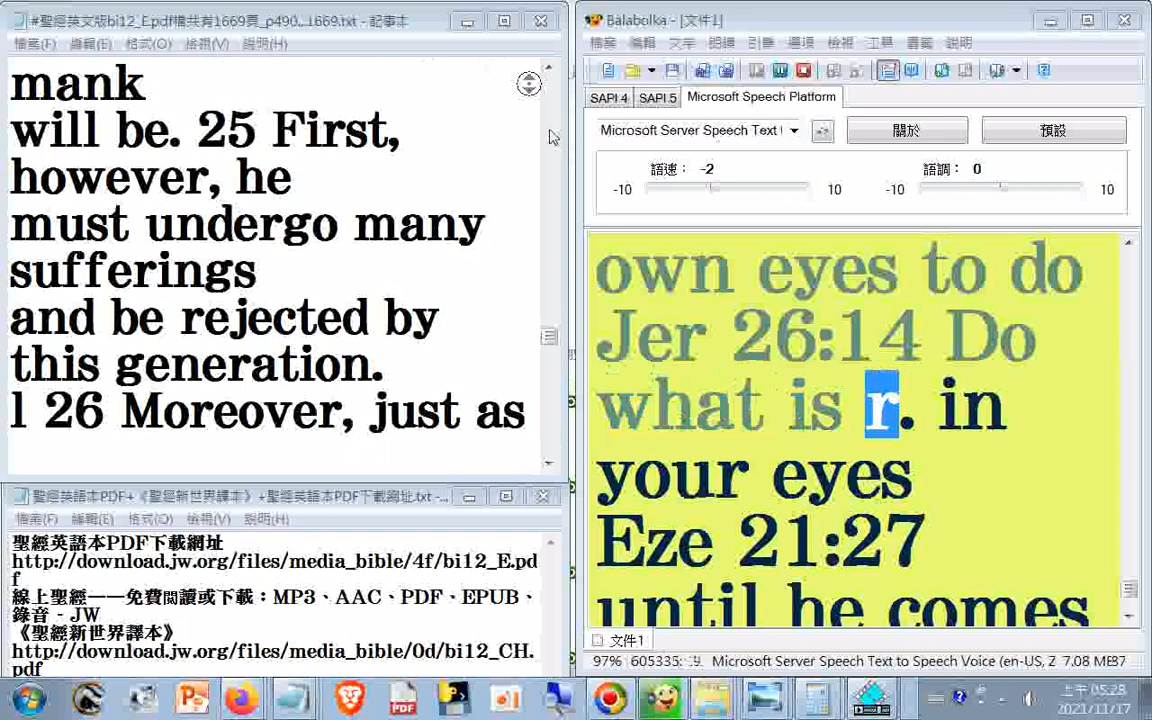 #聖經英文版bi12_E.pdf檔共有1669頁_p490...1669.txt - 記事本
檔案(F) 編輯(E) 格式(O) 檢視(V) 說明(H)
mank
will be. 25 First,
however, he
must undergo many
sufferings
and be rejected by
this generation.
l 26 Moreover, just as
聖經英語本PDF+《聖經新世界譯本》+聖經英語本PDF下載網址.txt -...
檔案(F) 編輯(E) 格式(O) 檢視(V) 說明(H)
聖經英語本PDF下載網址
http://download.jw.org/files/media_bible/4f/bi12_E.pd
f
線上聖經——免費閱讀或下載：MP3、AAC、PDF、EPUB、
錄音 - JW
《聖經新世界譯本》
http://download.jw.org/files/media_bible/0d/bi12_CH.
pdf
Balabolka - [文件1]
檔案 編輯 文字 朗讀 引擎 選項 檢視 工具 書籤 說明
SAPI 4 SAPI 5 Microsoft Speech Platform
Microsoft Server Speech Text 關於 預設
語速： -2 語調： 0
-10 10 -10 10
own eyes to do
Jer 26:14 Do
what is r. in
your eyes
Eze 21:27
until he comes
文件1
97% Microsoft Server Speech Text to Speech Voice (en-US, Z 7.08 MB
上午 05:28
2021/11/17